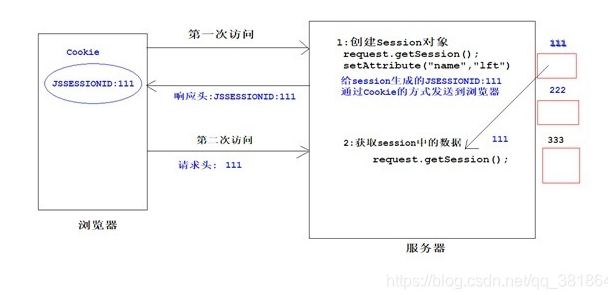 第一次访问
Cookie
JSSESSIONID:111
响应头:JSSESSIONID:111
第二次访问
请求头: 111
浏览器
1:创建Session对象
request.getSession();
setAttribute("name","lft")
给session生成的JSESSIONID:111
通过Cookie的方式发送到浏览器
2:获取session中的数据
111
request.getSession();
服务器
111
222
333
https://blog.csdn.net/qq_381864